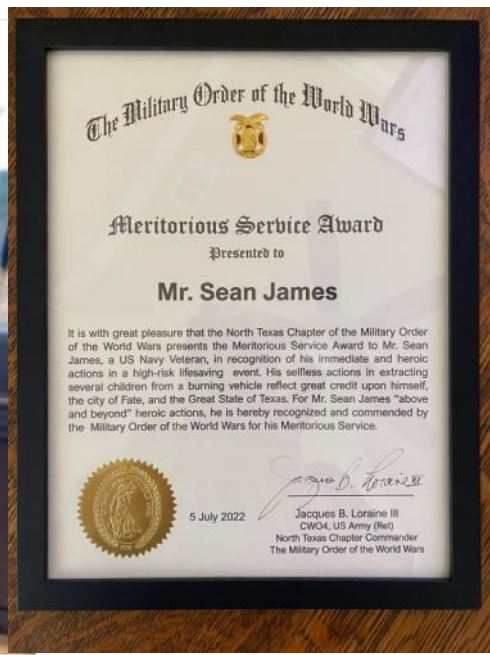 The Military Order of the World Wars
Meritorious Service Award
Presented to
Mr. Sean James
It is with great pleasure that the North Texas Chapter of the Military Order
of the World Wars presents the Meritorious Service Award to Mr. Sean
James, a US Navy Veteran, in recognition of his immediate and heroic
actions in a high-risk lifesaving event. His selfless actions in extracting
several children from a burning vehicle reflect great credit upon himself,
the city of Fate, and the Great State of Texas. For Mr. Sean James "above
and beyond" heroic actions, he is hereby recognized and commended by
the Military Order of the World Wars for his Meritorious Service.
Jacques B. Loraine III
5 July 2022
Jacques B. Loraine III
CWO4, US Army (Ret)
North Texas Chapter Commander
The Military Order of the World Wars